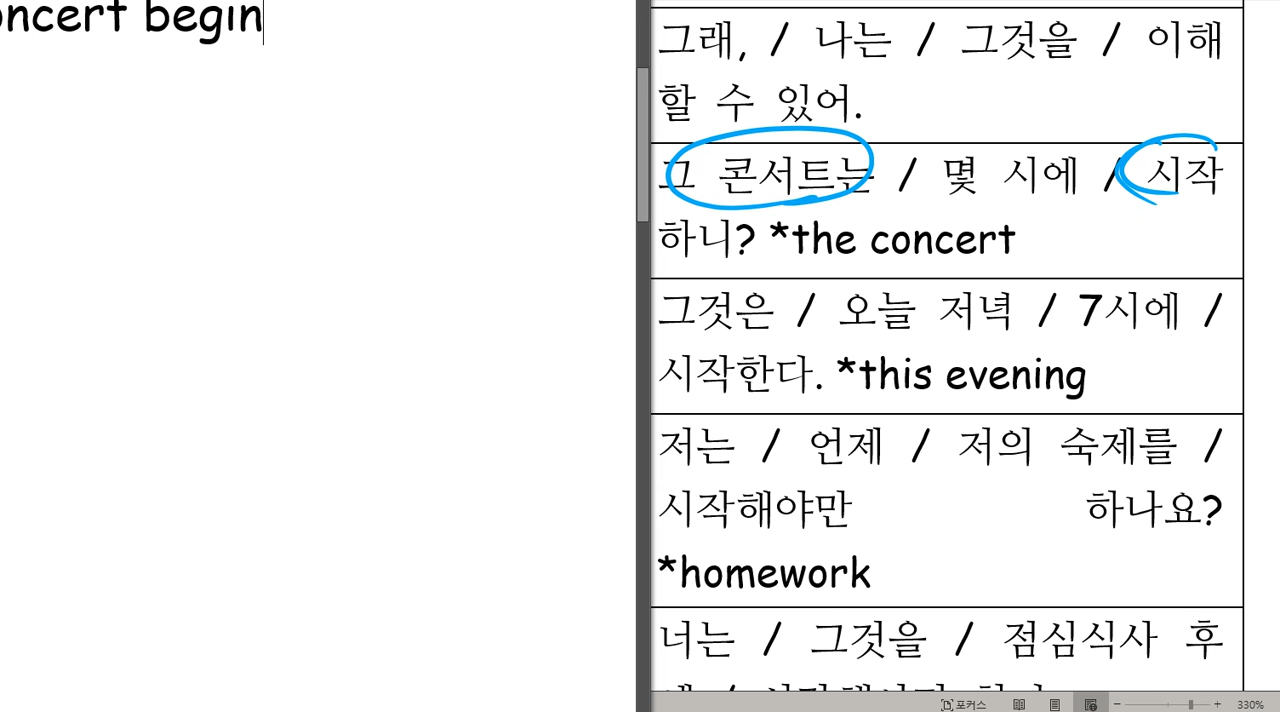 oncert begin
그래, / 나는 / 그것을 / 이해
할 수 있어.
그 콘서트는 / 몇 시에 / 시작
하니? *the concert
그것은 / 오늘 저녁 / 7시에 /
시작한다. *this evening
저는 / 언제 / 저의 숙제를 /
시작해야만 하나요?
*homework
너는 / 그것을 / 점심식사 후
포커스
330%